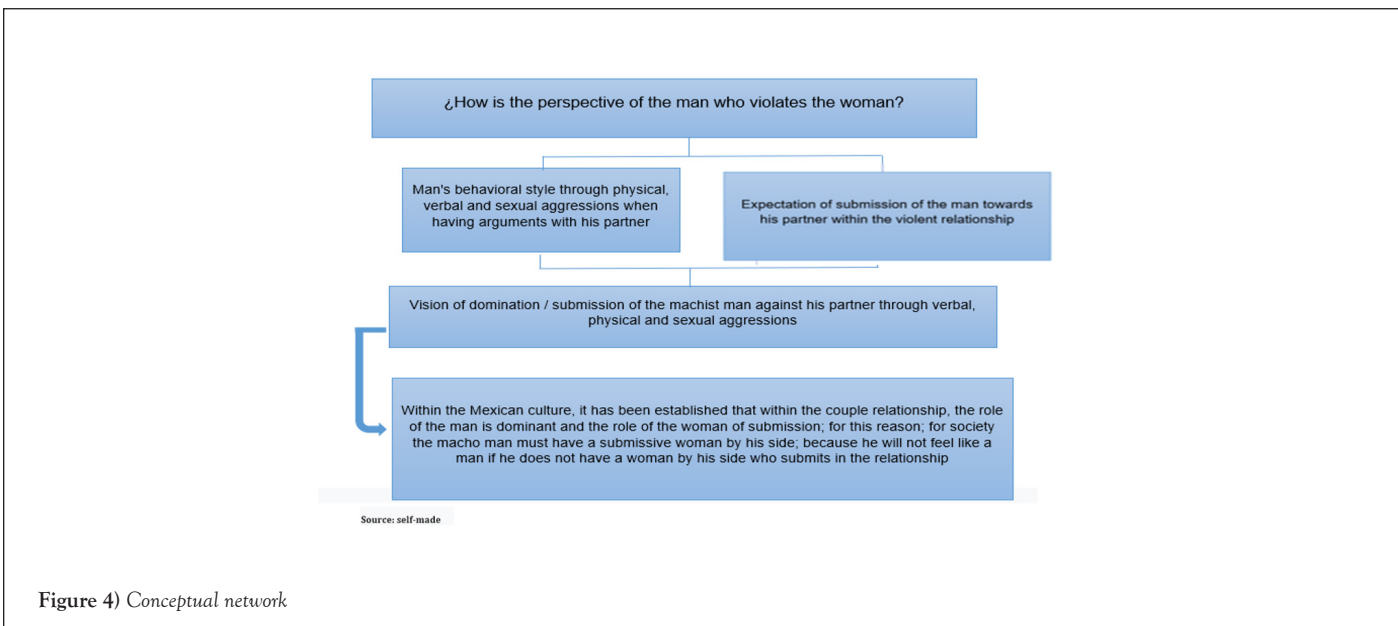 ¿How is the perspective of the man who violates the woman?
Man's behavioral style through physical,
verbal and sexual aggressions when
having arguments with his partner
Expectation of submission of the man towards
his partner within the violent relationship
Vision of domination / submission of the machist man against his partner through verbal,
physical and sexual aggressions
Within the Mexican culture, it has been established that within the couple relationship, the role
of the man is dominant and the role of the woman of submission; for this reason; for society
the macho man must have a submissive woman by his side; because he will not feel like a
man if he does not have a woman by his side who submits in the relationship
Source: self-made
Figure 4) Conceptual network